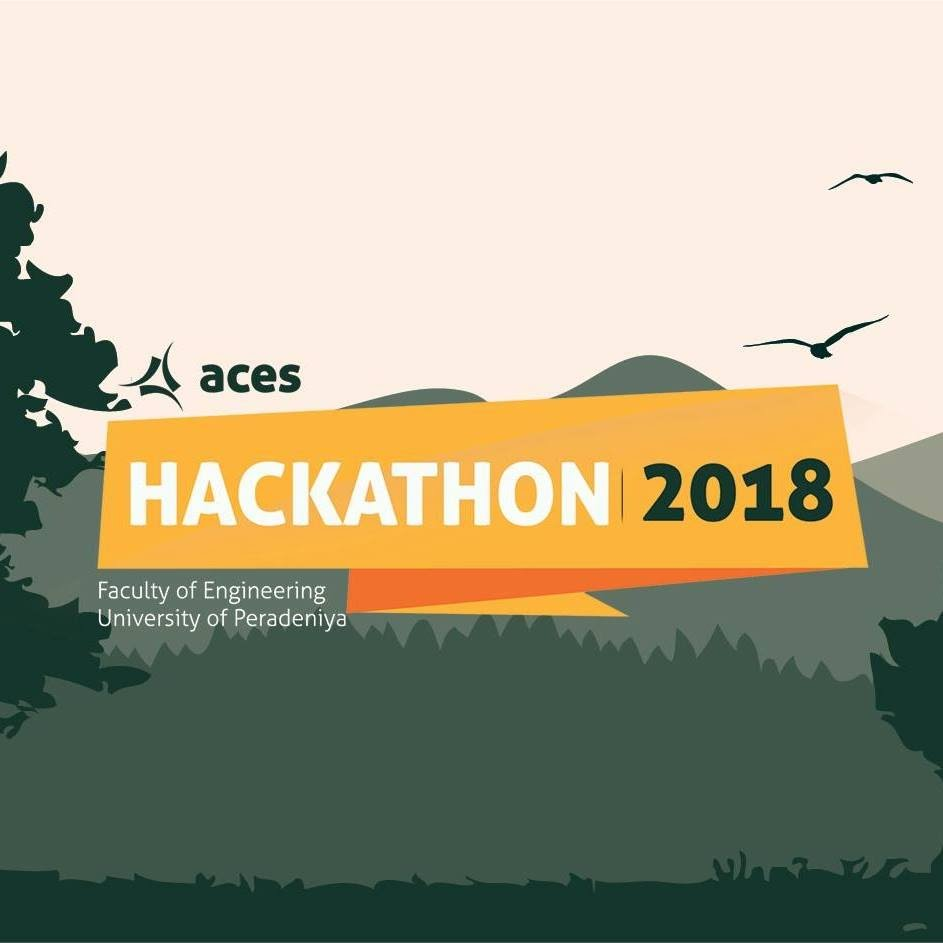 aces
HACKATHON | 2018
Faculty of Engineering
University of Peradeniya